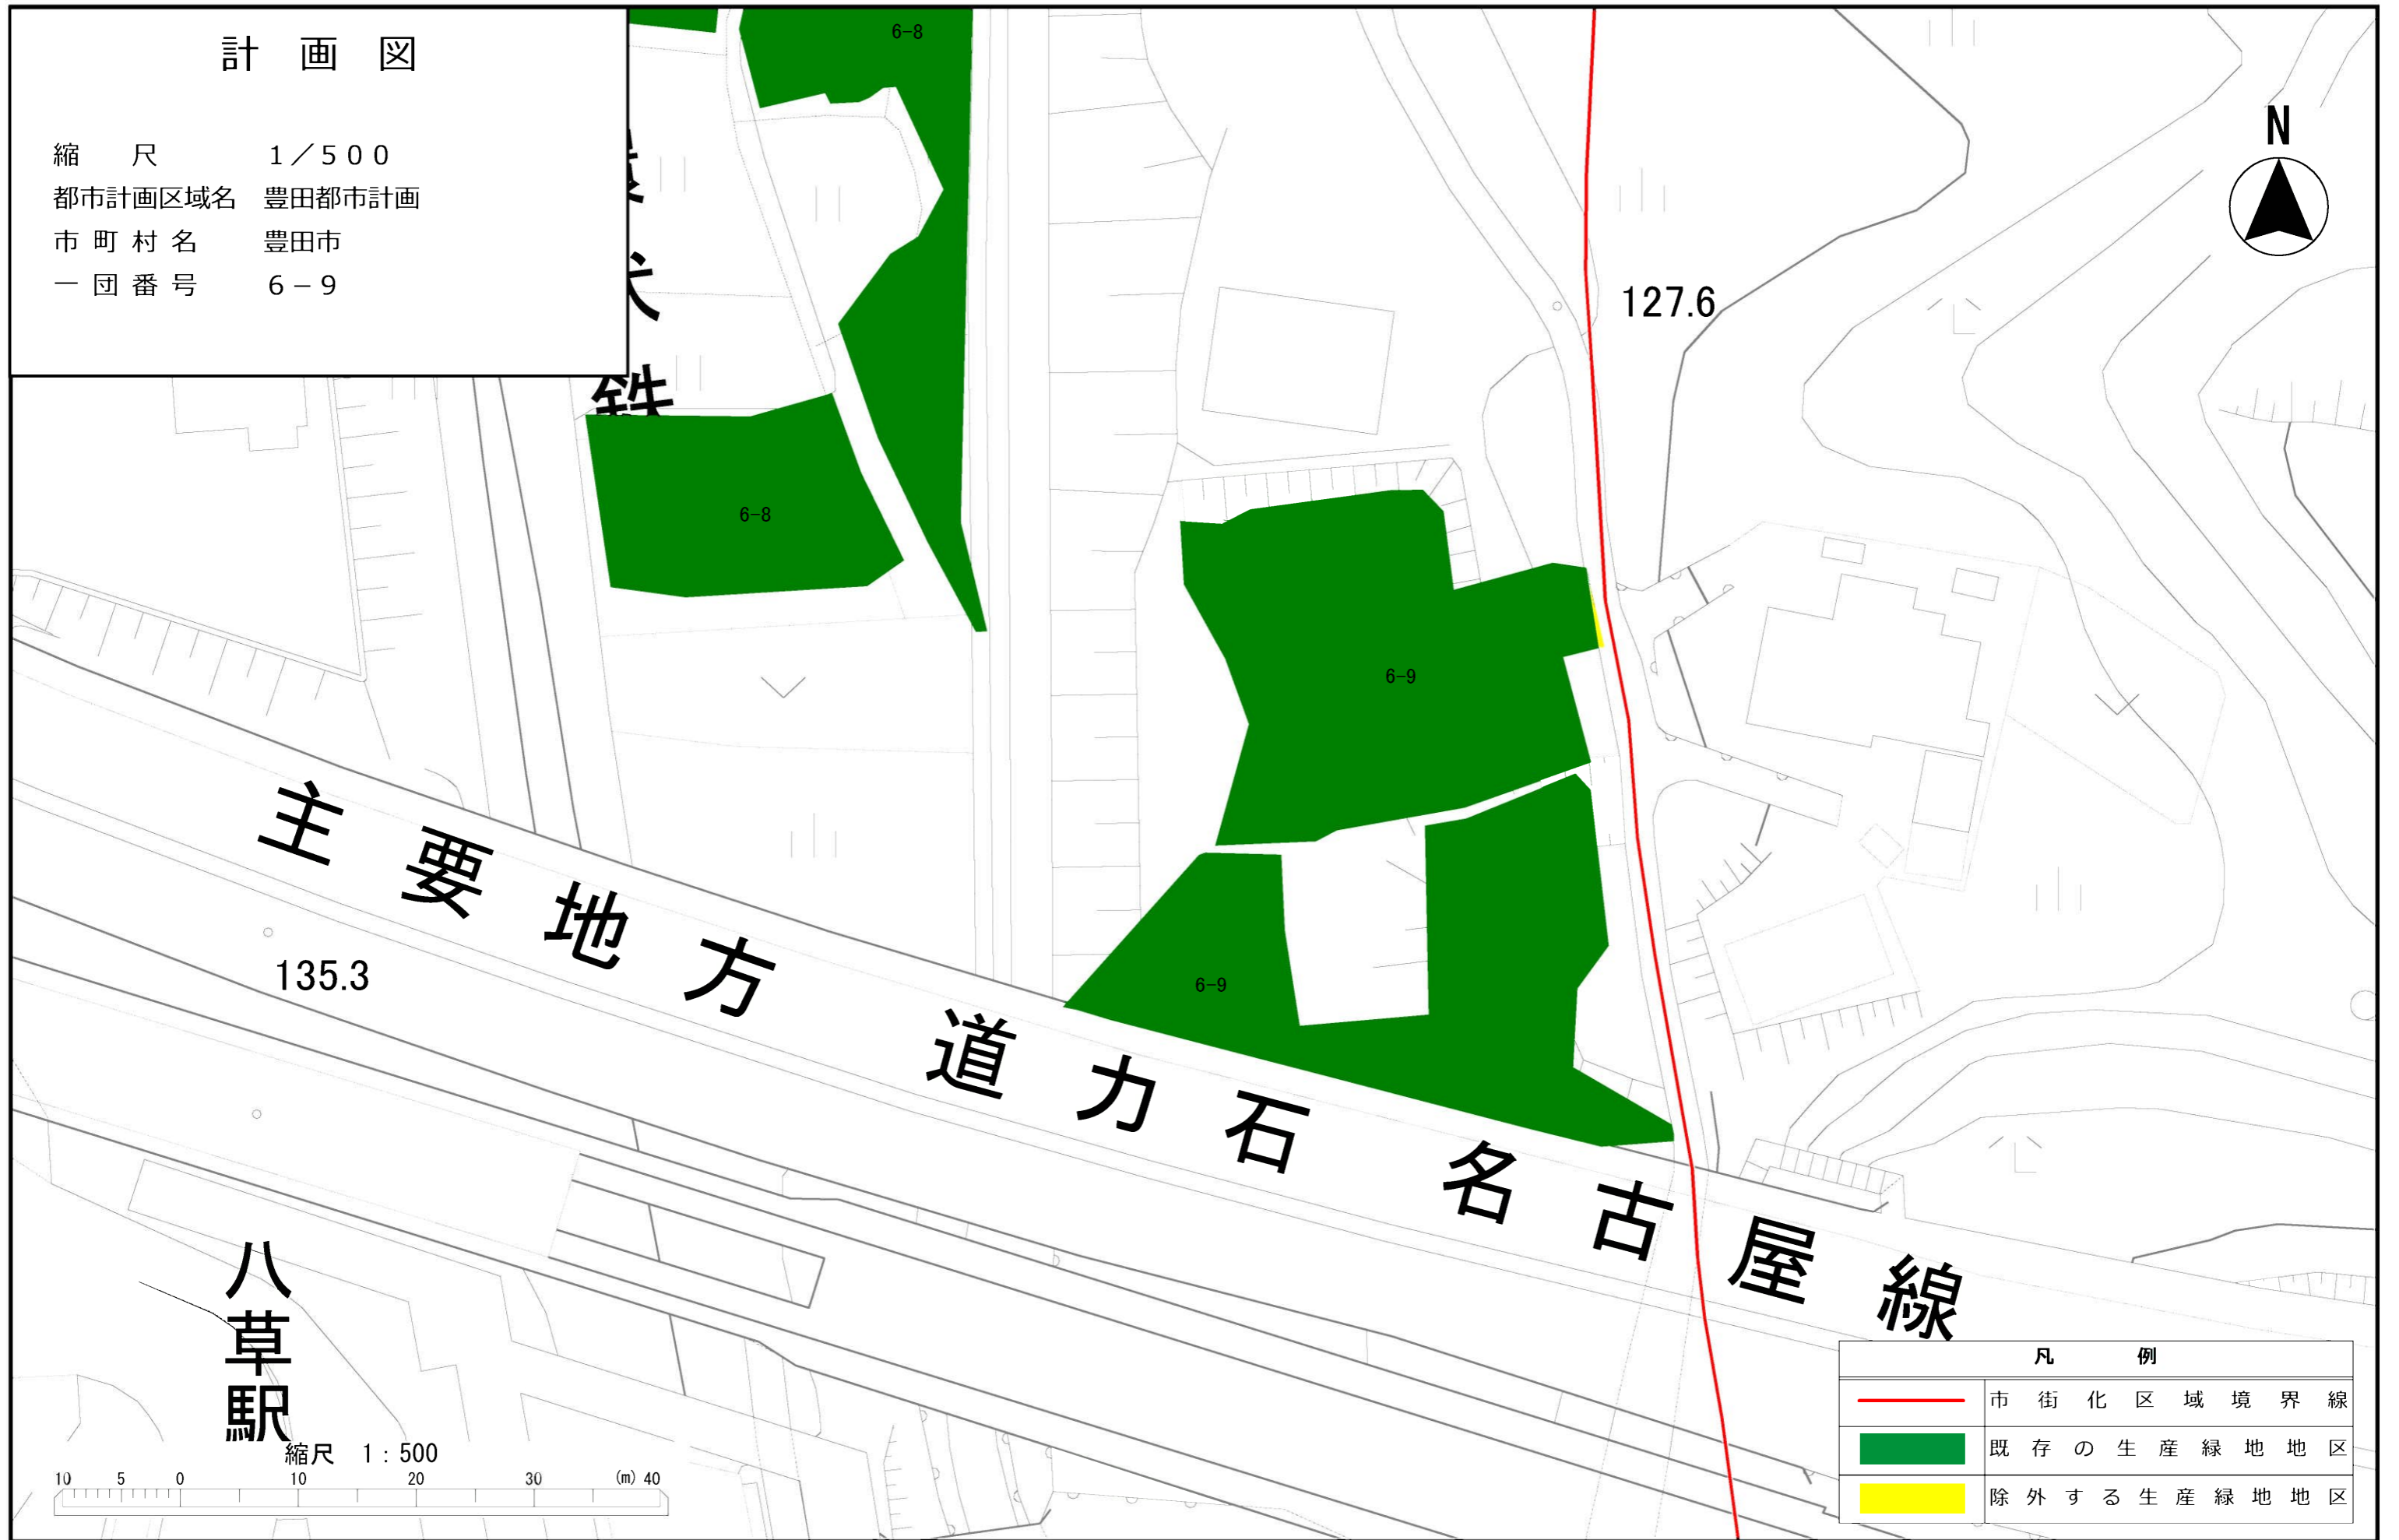 計画図
縮尺 1/500
都市計画区域名 豊田都市計画
市町村名 豊田市
一団番号 6-9
6-8
N
127.6
鉄
6-8
6-9
6-9
主要地方道力石名古屋線
135.3
八草駅
縮尺 1:500
10 5 0 10 20 30 (m) 40
凡例
市街化区域境界線
既存の生産緑地地区
除外する生産緑地地区